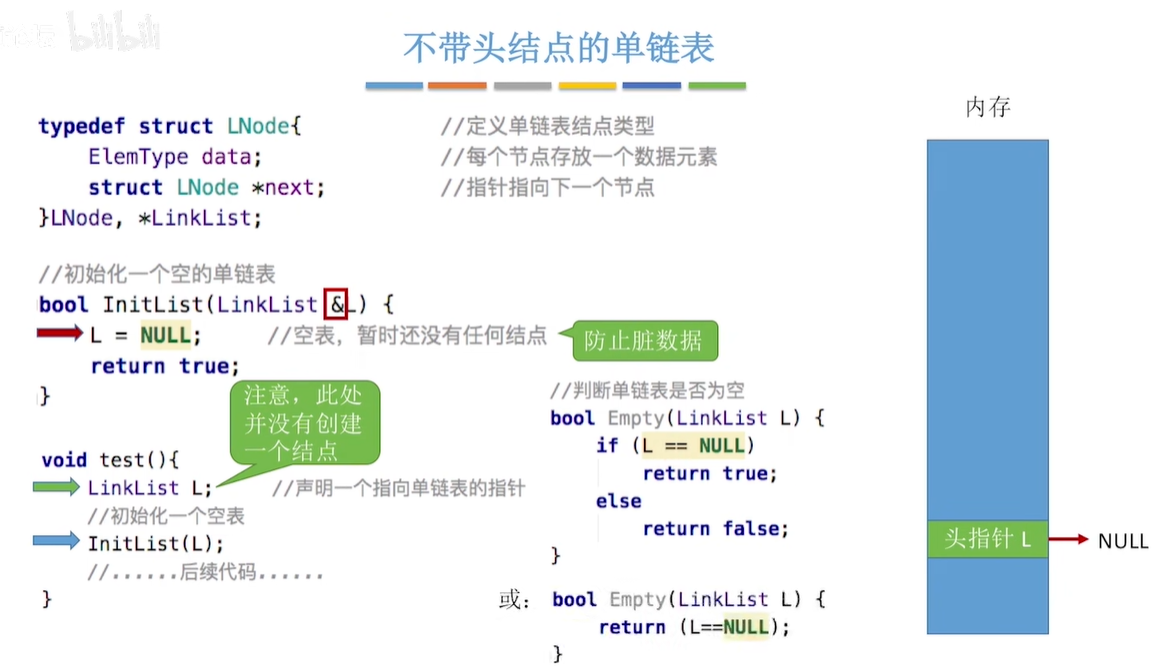 bilibili
不带头结点的单链表
typedef struct LNode{ //定义单链表结点类型
ElemType data; //每个节点存放一个数据元素
struct LNode *next; //指针指向下一个节点
}LNode, *LinkList;
//初始化一个空的单链表
bool InitList(LinkList &L) {
L = NULL; //空表，暂时还没有任何结点
防止脏数据
return true;
}
注意，此处
并没有创建
一个结点
void test(){
LinkList L; //声明一个指向单链表的指针
//初始化一个空表
InitList(L);
//......后续代码......
}
//判断单链表是否为空
bool Empty(LinkList L) {
if (L == NULL)
return true;
else
return false;
}
或：
bool Empty(LinkList L) {
return (L==NULL);
}
内存
头指针 L
NULL